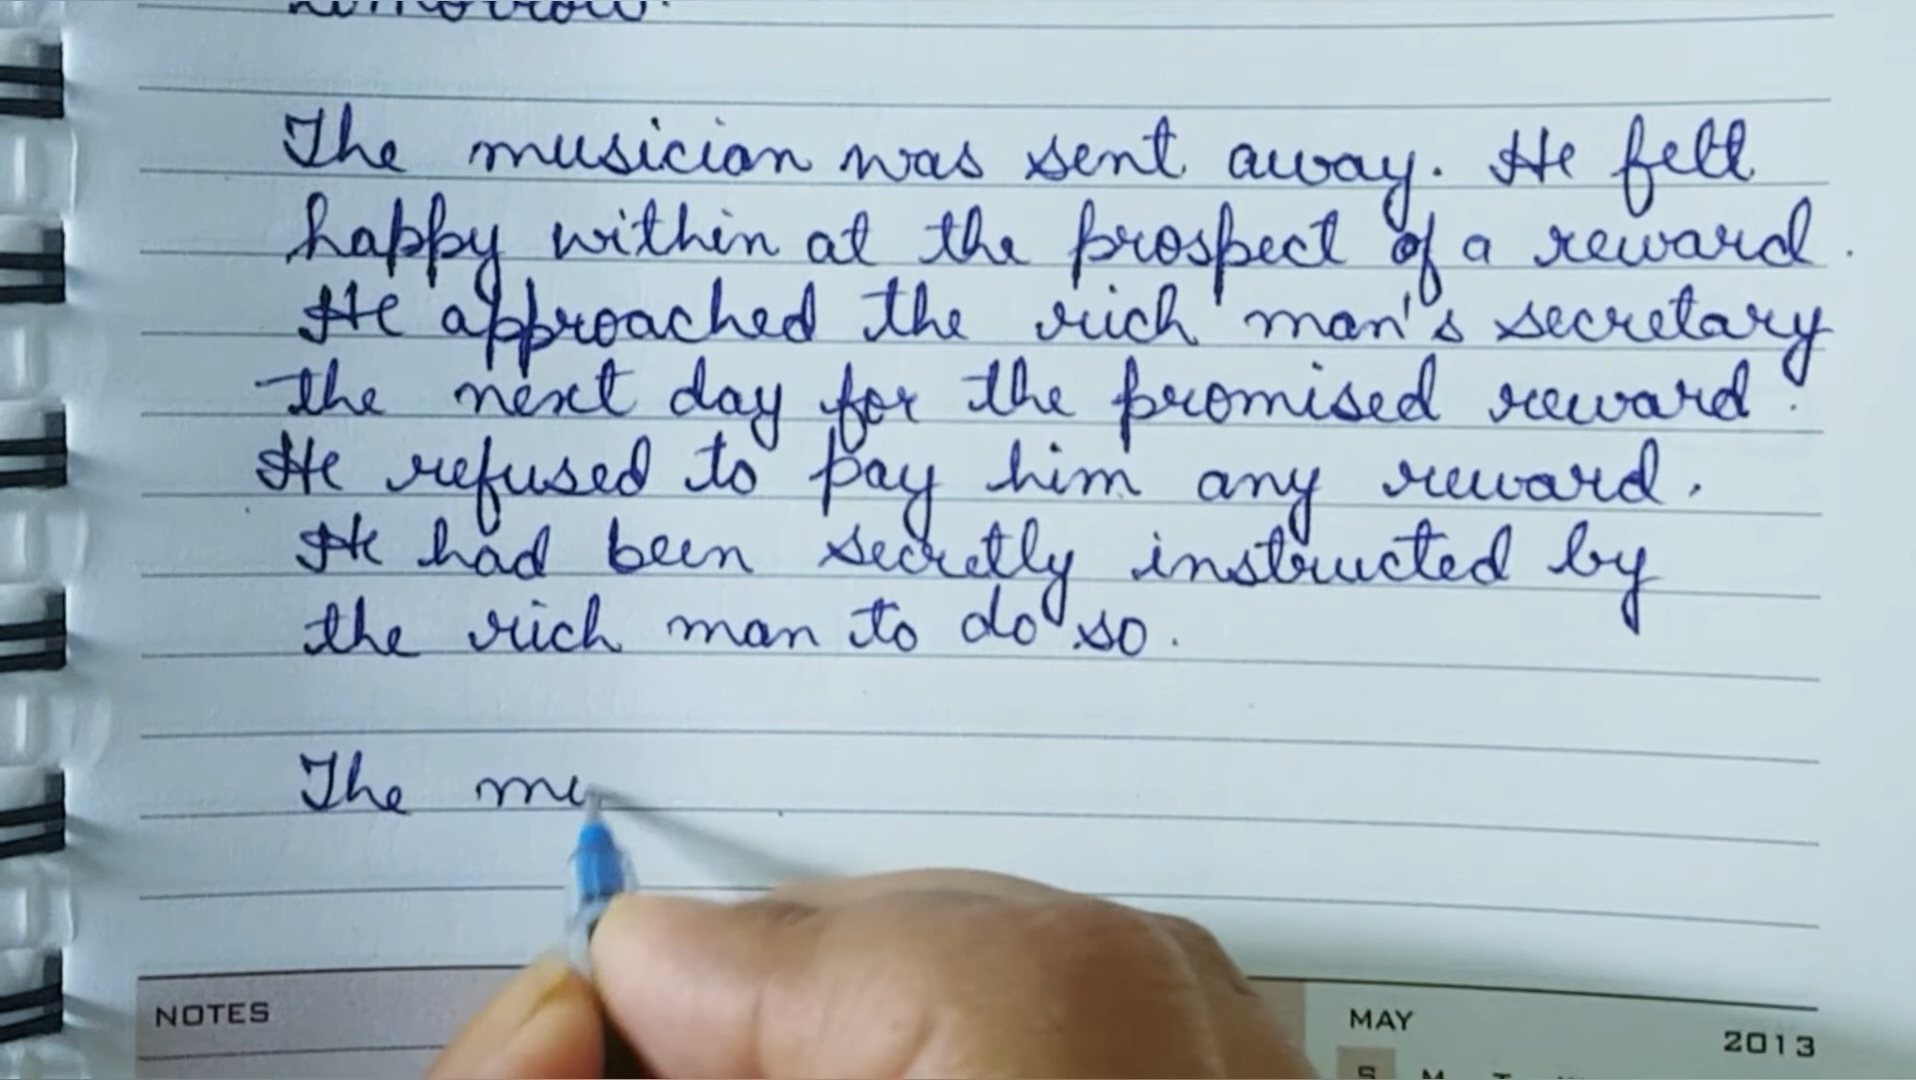 tomorrow.
The musician was sent away. He felt
happy within at the prospect of a reward.
He approached the rich man's secretary
the next day for the promised reward.
He refused to pay him any reward.
He had been secretly instructed by
the rich man to do so.
The mu
NOTES
MAY
2013
S M T